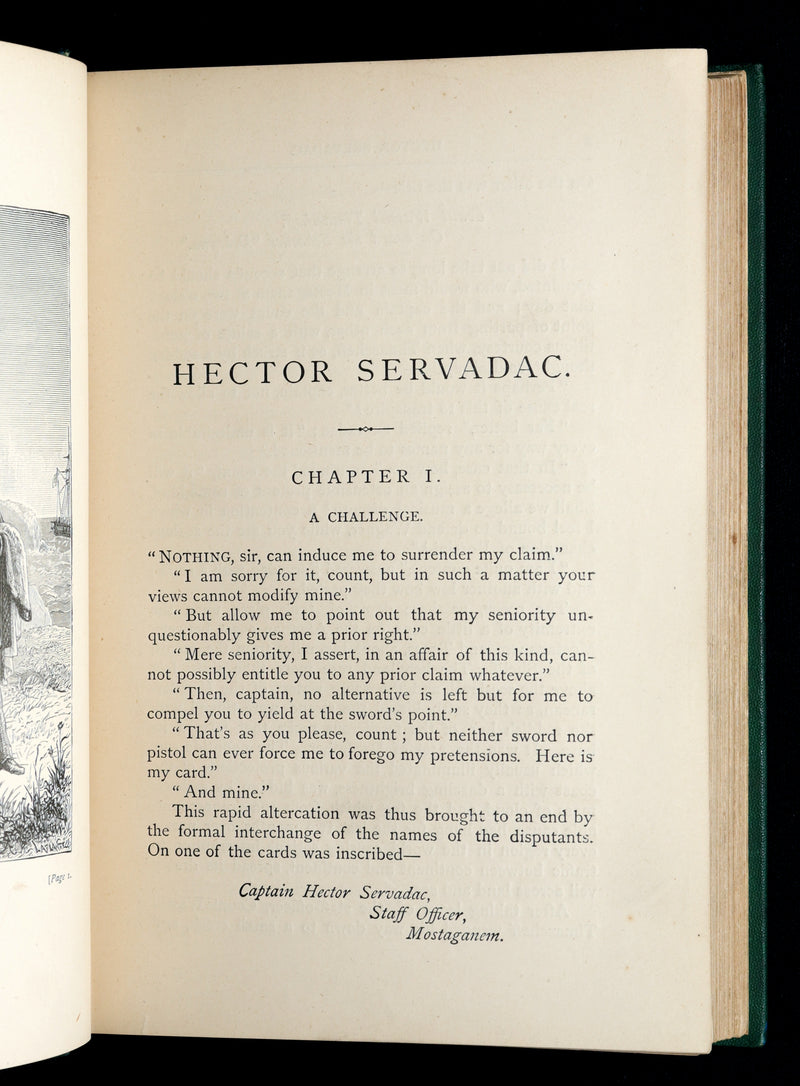 HECTOR SERVADAC.
CHAPTER I.
A CHALLENGE.
“NOTHING, sir, can induce me to surrender my claim.”
“I am sorry for it, count, but in such a matter your
views cannot modify mine.”
“But allow me to point out that my seniority un-
questionably gives me a prior right.”
“Mere seniority, I assert, in an affair of this kind, can-
not possibly entitle you to any prior claim whatever.”
“Then, captain, no alternative is left but for me to
compel you to yield at the sword’s point.”
“That’s as you please, count; but neither sword nor
pistol can ever force me to forego my pretensions. Here is
my card.”
“And mine.”
This rapid altercation was thus brought to an end by
the formal interchange of the names of the disputants.
On one of the cards was inscribed—
Captain Hector Servadac,
Staff Officer,
Mostaganem.
[Page 1.